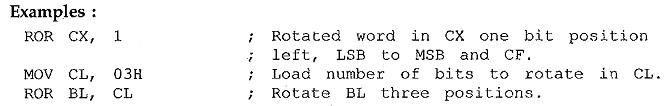 Examples :
ROR CX, 1 ; Rotated word in CX one bit position
; left, LSB to MSB and CF.
MOV CL, 03H ; Load number of bits to rotate in CL.
ROR BL, CL ; Rotate BL three positions.